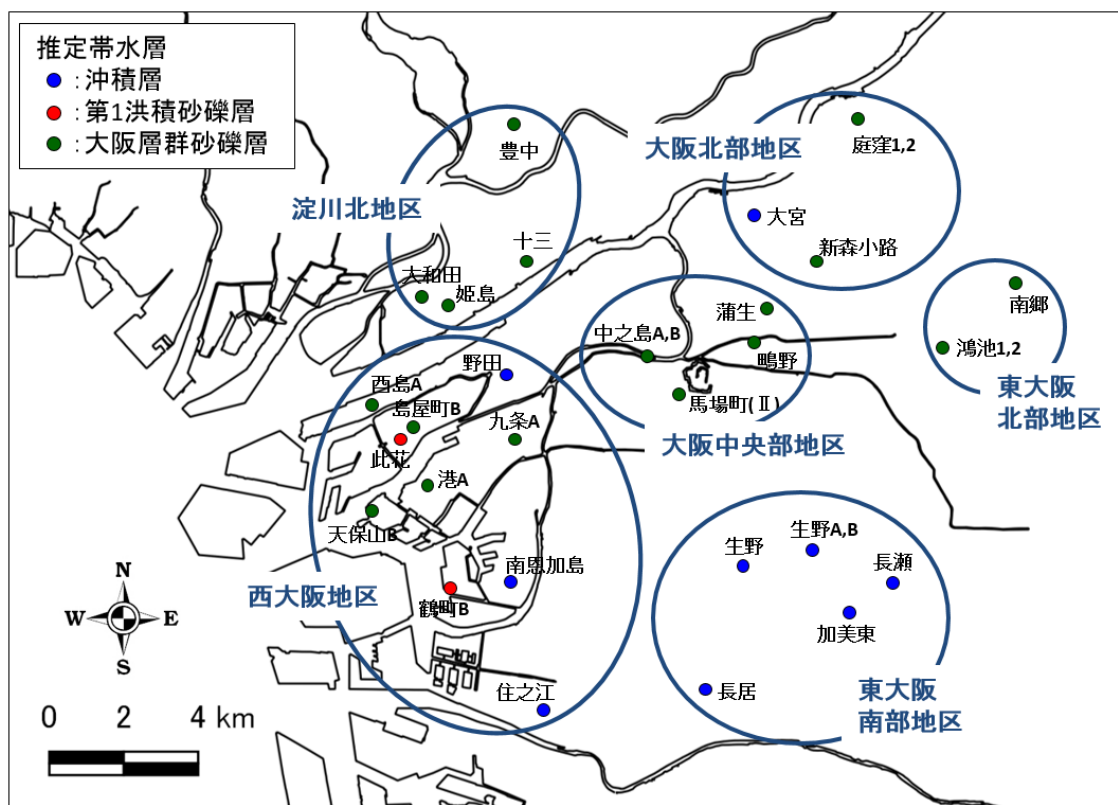 推定帯水層
：沖積層
：第1洪積砂礫層
：大阪層群砂礫層
豊中
大阪北部地区
庭窪1,2
淀川北地区
大宮
十三
新森小路
大和田
姫島
南郷
蒲生
中之島A,B
鴫野
鴻池1,2
野田
酉島A
馬場町(Ⅱ)
東大阪
北部地区
島屋町B
九条A
大阪中央部地区
此花
港A
天保山B
生野A,B
生野
長瀬
南恩加島
西大阪地区
鶴町B
加美東
N
W
E
S
住之江
長居
東大阪
南部地区
0 2 4 km